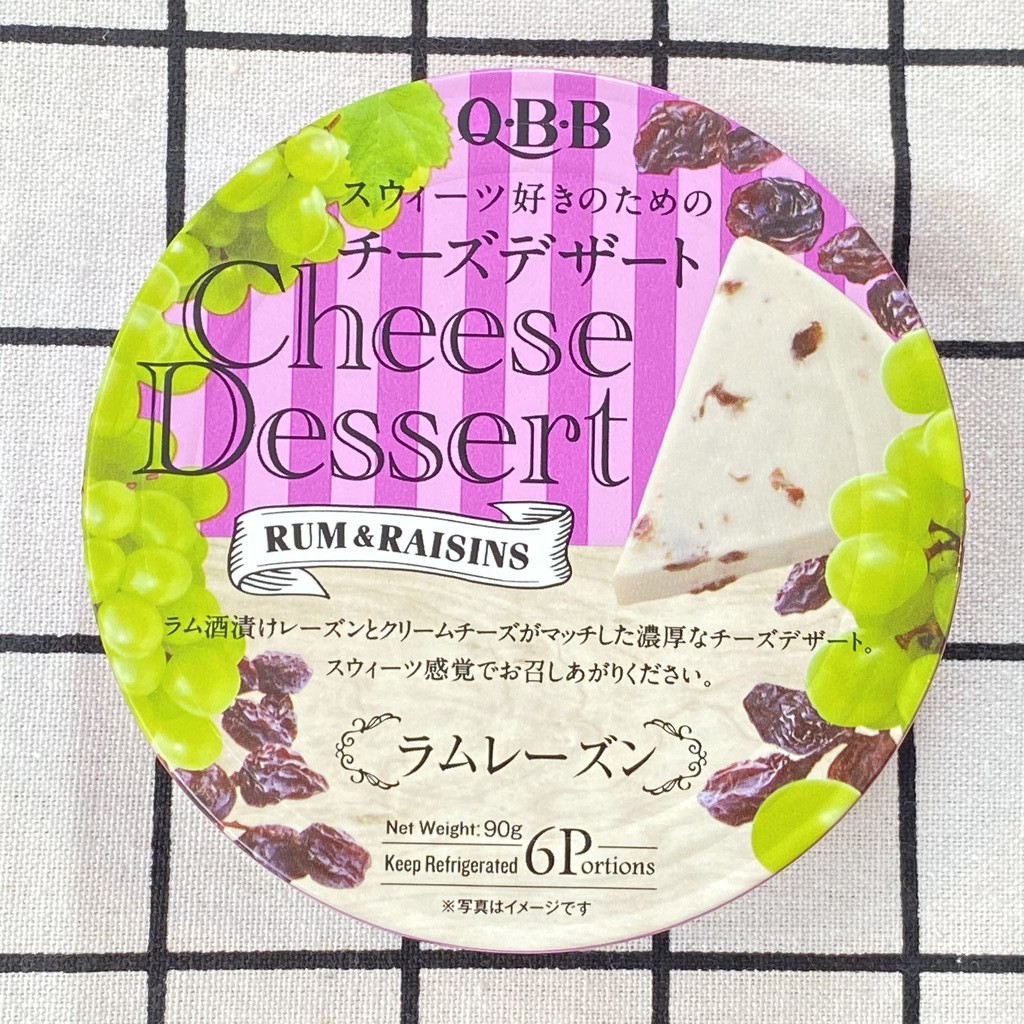 Q·B·B
スウィーツ好きのための
チーズデザート
Cheese
Dessert
RUM & RAISINS
ラム酒漬けレーズンとクリームチーズがマッチした濃厚なチーズデザート。
スウィーツ感覚でお召しあがりください。
ラムレーズン
Net Weight: 90g
Keep Refrigerated
6Portions
※写真はイメージです